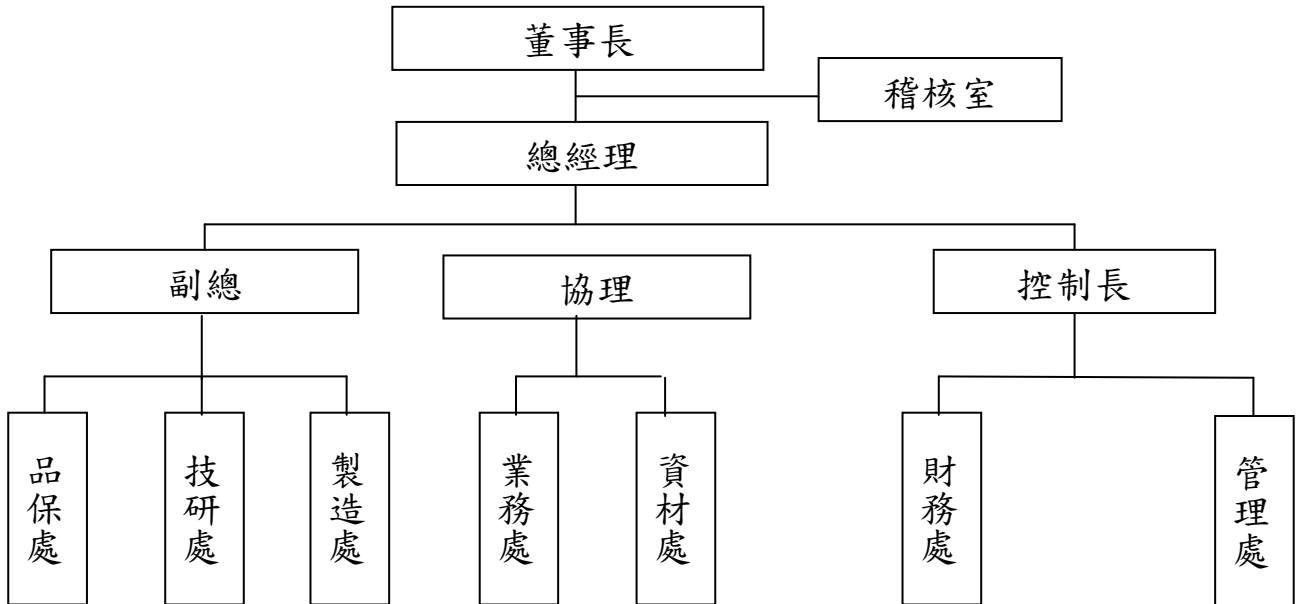 董事長
稽核室
總經理
副總
協理
控制長
品保處
技研處
製造處
業務處
資材處
財務處
管理處